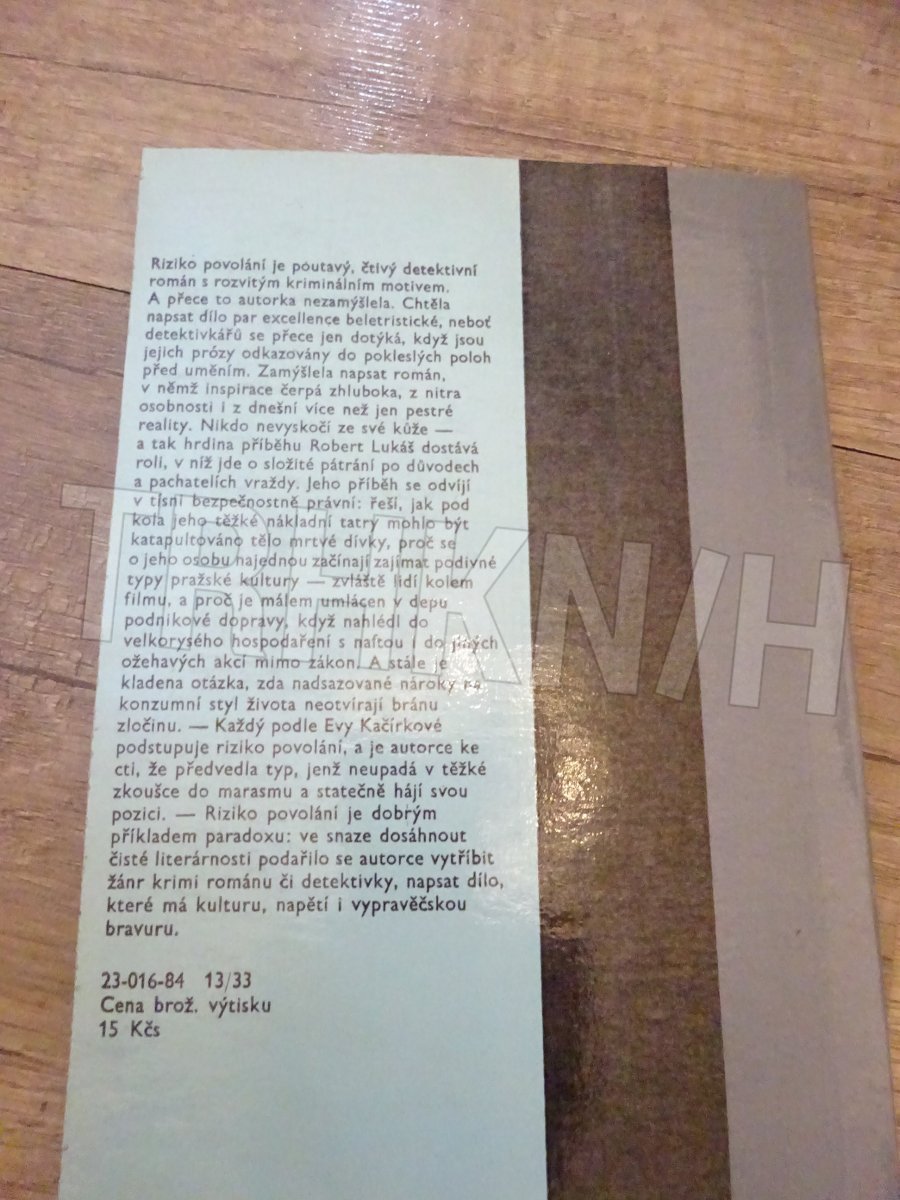 Riziko povolání je poutavý, čtivý detektivní
román s rozvitým kriminálním motivem.
A přece to autorka nezamýšlela. Chtěla
napsat dílo par excellence beletristické, neboť
detektivkářů se přece jen dotýká, když jsou
jejich prózy odkazovány do pokleslých poloh
před uměním. Zamýšlela napsat román,
v němž inspirace čerpá zhluboka, z nitra
osobnosti i z dnešní více než jen pestré
reality. Nikdo nevyskočí ze své kůže —
a tak hrdina příběhu Robert Lukáš dostává
roli, v níž jde o složité pátrání po důvodech
a pachatelích vraždy. Jeho příběh se odvíjí
v tísni bezpečnostně právní: řeší, jak pod
kola jeho těžké nákladní tatry mohlo být
katapultováno tělo mrtvé dívky, proč se
o jeho osobu najednou začínají zajímat podivné
typy pražské kultury — zvláště lidí kolem
filmu, a proč je málem umlácen v depu
podnikové dopravy, když nahlédl do
velkorysého hospodaření s naftou i do jiných
ožehavých akcí mimo zákon. A stále je
kladena otázka, zda nadsazované nároky na
konzumní styl života neotvírají bránu
zločinu. — Každý podle Evy Kačírkové
podstupuje riziko povolání, a je autorce ke
cti, že předvedla typ, jenž neupadá v těžké
zkoušce do marasmu a statečně hájí svou
pozici. — Riziko povolání je dobrým
příkladem paradoxu: ve snaze dosáhnout
čisté literárnosti podařilo se autorce vytříbit
žánr krimi románu či detektivky, napsat dílo,
které má kulturu, napětí i vypravěčskou
bravuru.
23-016-84 13/33
Cena brož. výtisku
15 Kčs